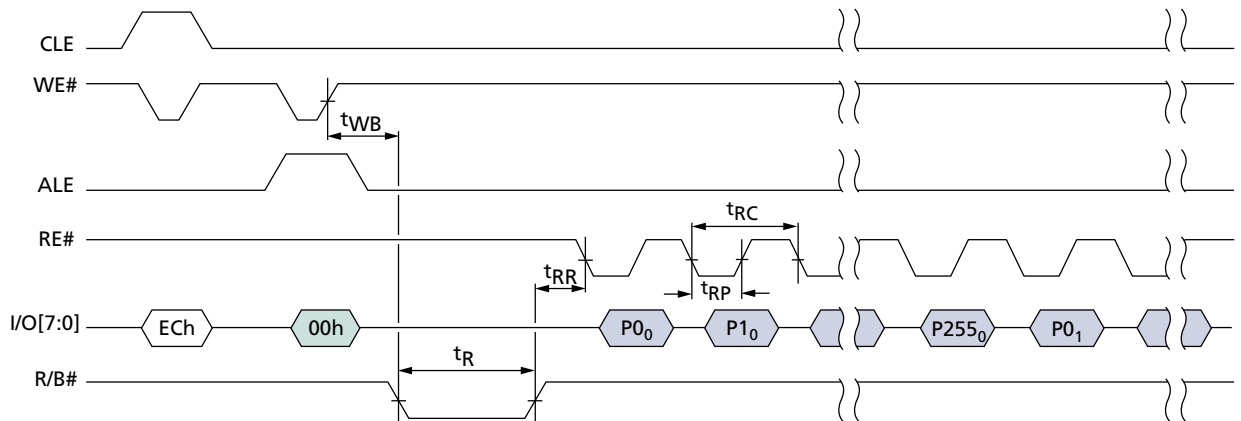 CLE
WE#
tWB
ALE
tRC
RE#
tRR
tRP
I/O[7:0] ECh 00h P0₀ P1₀ P255₀ P0₁
tR
R/B#